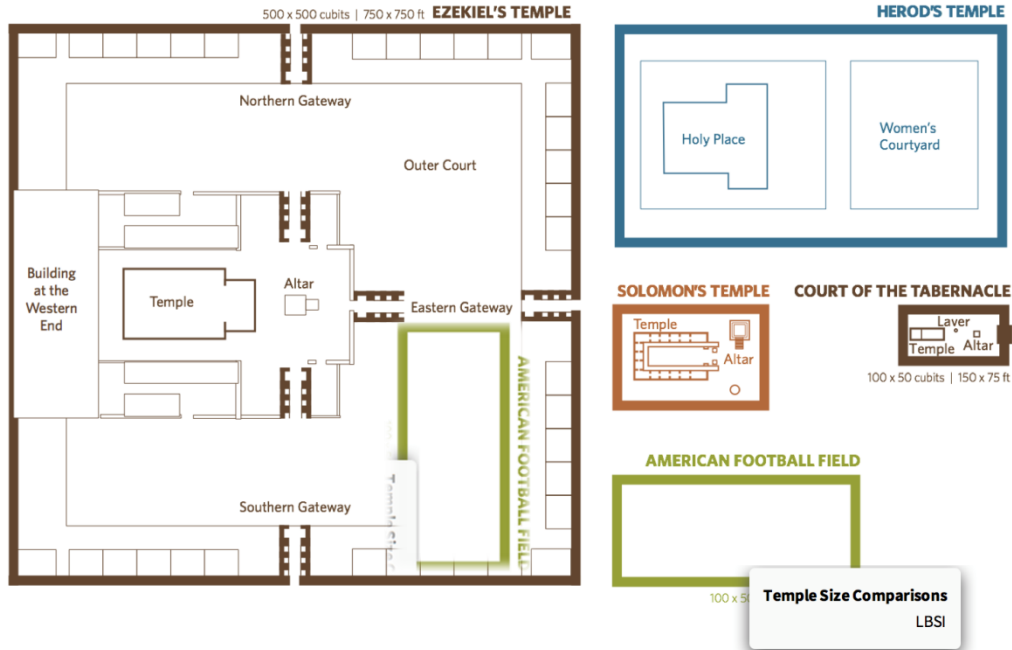 500 x 500 cubits | 750 x 750 ft EZEKIEL'S TEMPLE
Northern Gateway
Outer Court
Building
at the
Western
End
Temple
Altar
Eastern Gateway
Southern Gateway
AMERICAN FOOTBALL FIELD
HEROD'S TEMPLE
Holy Place
Women's
Courtyard
SOLOMON'S TEMPLE
Temple
Altar
COURT OF THE TABERNACLE
Laver
Temple
Altar
100 x 50 cubits | 150 x 75 ft
AMERICAN FOOTBALL FIELD
100 x
Temple Size Comparisons
LBSI